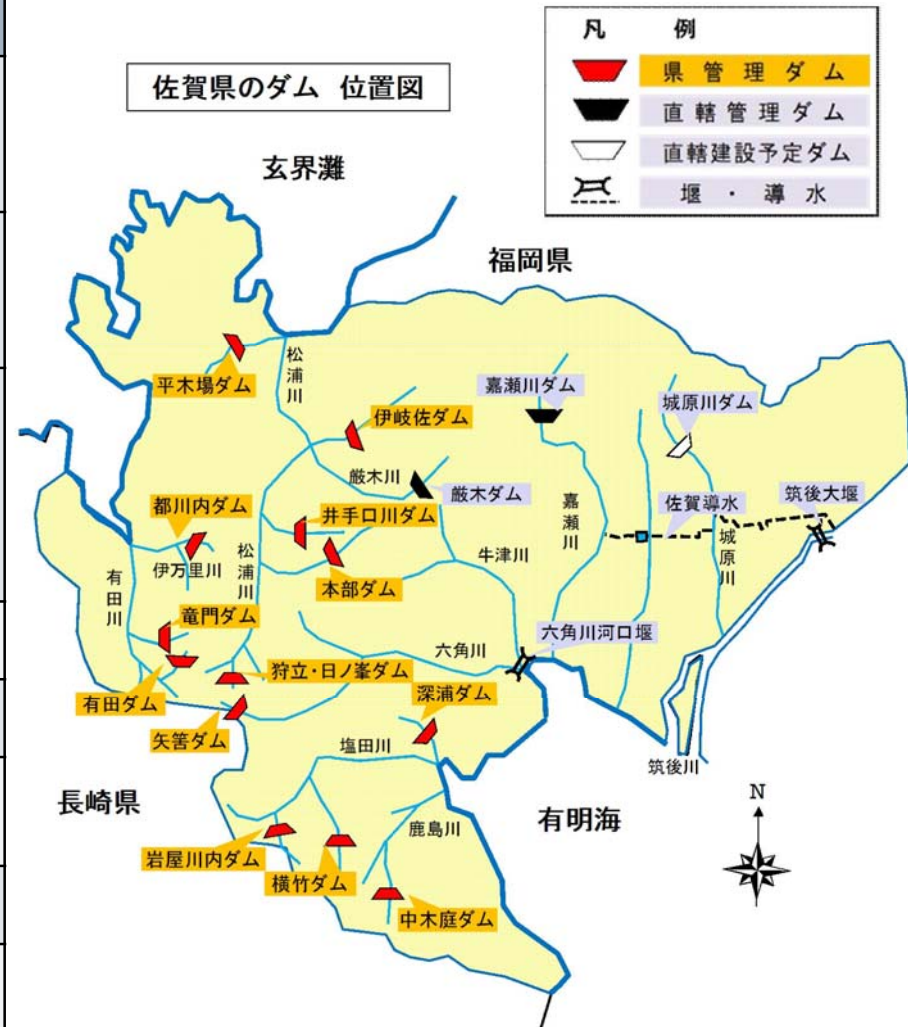 凡 例
県管理ダム
直轄管理ダム
直轄建設予定ダム
堰・導水
佐賀県のダム 位置図
玄界灘
福岡県
松浦川
平木場ダム
嘉瀬川ダム
城原川ダム
伊岐佐ダム
厳木川
厳木ダム
佐賀導水
筑後大堰
都川内ダム
井手口川ダム
嘉瀬川
城原川
伊万里川
松浦川
本部ダム
牛津川
有田川
竜門ダム
六角川
六角川河口堰
狩立・日ノ峯ダム
有田ダム
深浦ダム
矢筈ダム
塩田川
筑後川
長崎県
有明海
N
鹿島川
岩屋川内ダム
横竹ダム
中木庭ダム